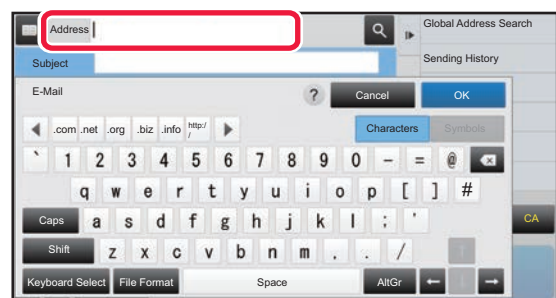 Address
Global Address Search
Subject
Sending History
E-Mail
? Cancel OK
.com .net .org .biz .info http:/
/
Characters Symbols
` 1 2 3 4 5 6 7 8 9 0 - = @
q w e r t y u i o p [ ] #
Caps a s d f g h j k l ; '
CA
Shift z x c v b n m . . /
Keyboard Select File Format Space AltGr